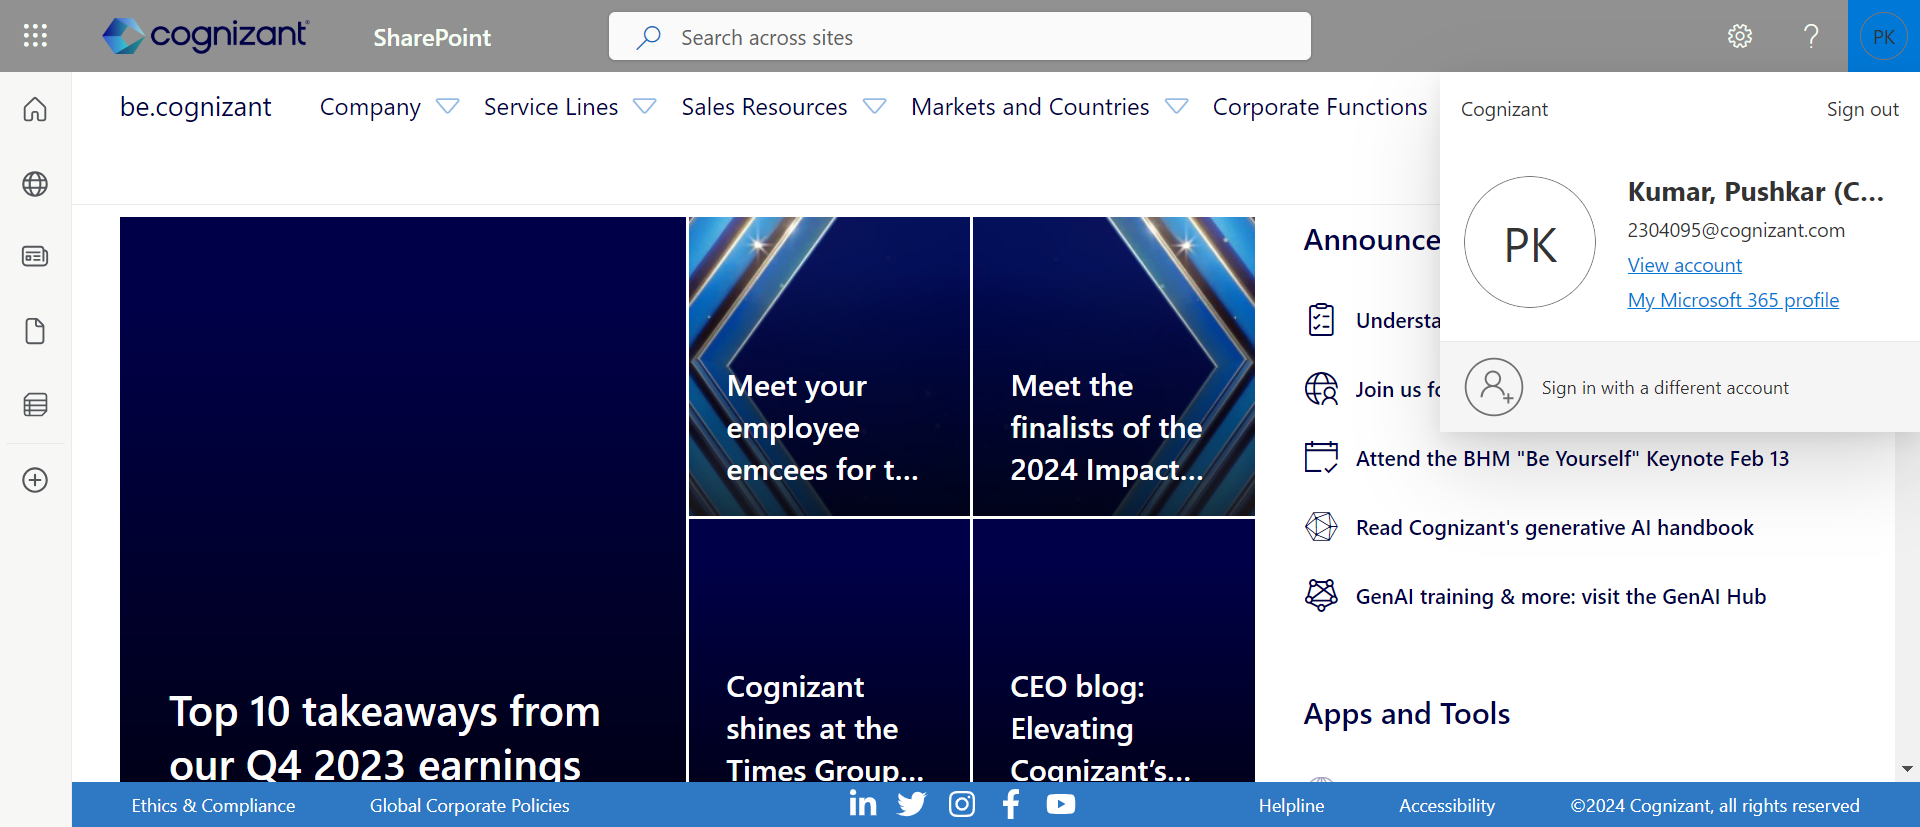 cognizant
SharePoint
Search across sites
?
PK
be.cognizant
Company
Service Lines
Sales Resources
Markets and Countries
Corporate Functions
Cognizant
Sign out
PK
Kumar, Pushkar (C...
2304095@cognizant.com
View account
My Microsoft 365 profile
Sign in with a different account
Top 10 takeaways from
our Q4 2023 earnings
Meet your
employee
emcees for t...
Meet the
finalists of the
2024 Impact...
Cognizant
shines at the
Times Group...
CEO blog:
Elevating
Cognizant’s...
Announce
Understa
Join us fo
Attend the BHM "Be Yourself" Keynote Feb 13
Read Cognizant's generative AI handbook
GenAI training & more: visit the GenAI Hub
Apps and Tools
Ethics & Compliance
Global Corporate Policies
Helpline
Accessibility
©2024 Cognizant, all rights reserved